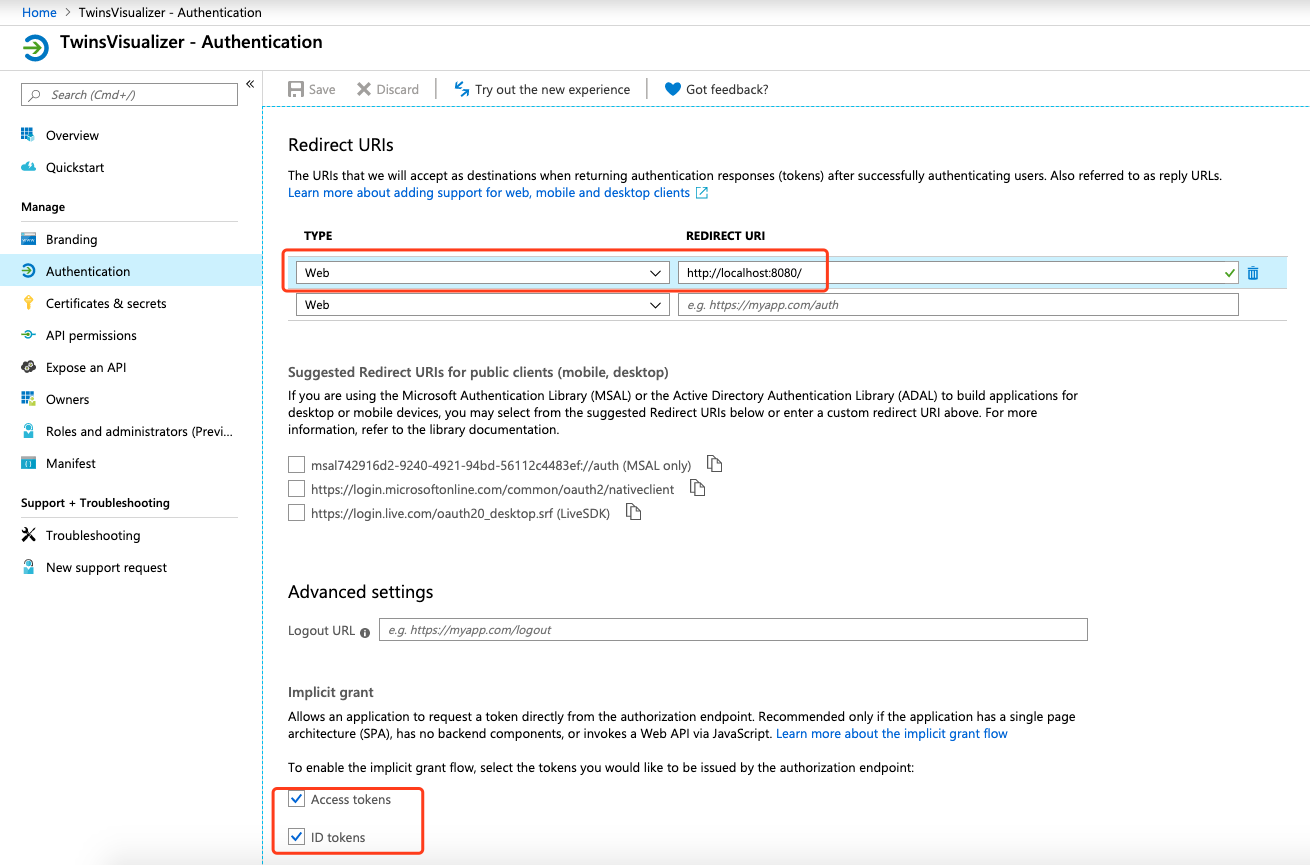 Home > TwinsVisualizer - Authentication
TwinsVisualizer - Authentication
Search (Cmd+/)
«
Save
Discard
Try out the new experience
Got feedback?
Overview
Quickstart
Manage
Branding
Authentication
Certificates & secrets
API permissions
Expose an API
Owners
Roles and administrators (Previ...
Manifest
Support + Troubleshooting
Troubleshooting
New support request
Redirect URIs
The URIs that we will accept as destinations when returning authentication responses (tokens) after successfully authenticating users. Also referred to as reply URLs.
Learn more about adding support for web, mobile and desktop clients
TYPE
REDIRECT URI
Web
http://localhost:8080/
Web
e.g. https://myapp.com/auth
Suggested Redirect URIs for public clients (mobile, desktop)
If you are using the Microsoft Authentication Library (MSAL) or the Active Directory Authentication Library (ADAL) to build applications for
desktop or mobile devices, you may select from the suggested Redirect URIs below or enter a custom redirect URI above. For more
information, refer to the library documentation.
msal742916d2-9240-4921-94bd-56112c4483ef://auth (MSAL only)
https://login.microsoftonline.com/common/oauth2/nativeclient
https://login.live.com/oauth20_desktop.srf (LiveSDK)
Advanced settings
Logout URL
e.g. https://myapp.com/logout
Implicit grant
Allows an application to request a token directly from the authorization endpoint. Recommended only if the application has a single page
architecture (SPA), has no backend components, or invokes a Web API via JavaScript. Learn more about the implicit grant flow
To enable the implicit grant flow, select the tokens you would like to be issued by the authorization endpoint:
Access tokens
ID tokens